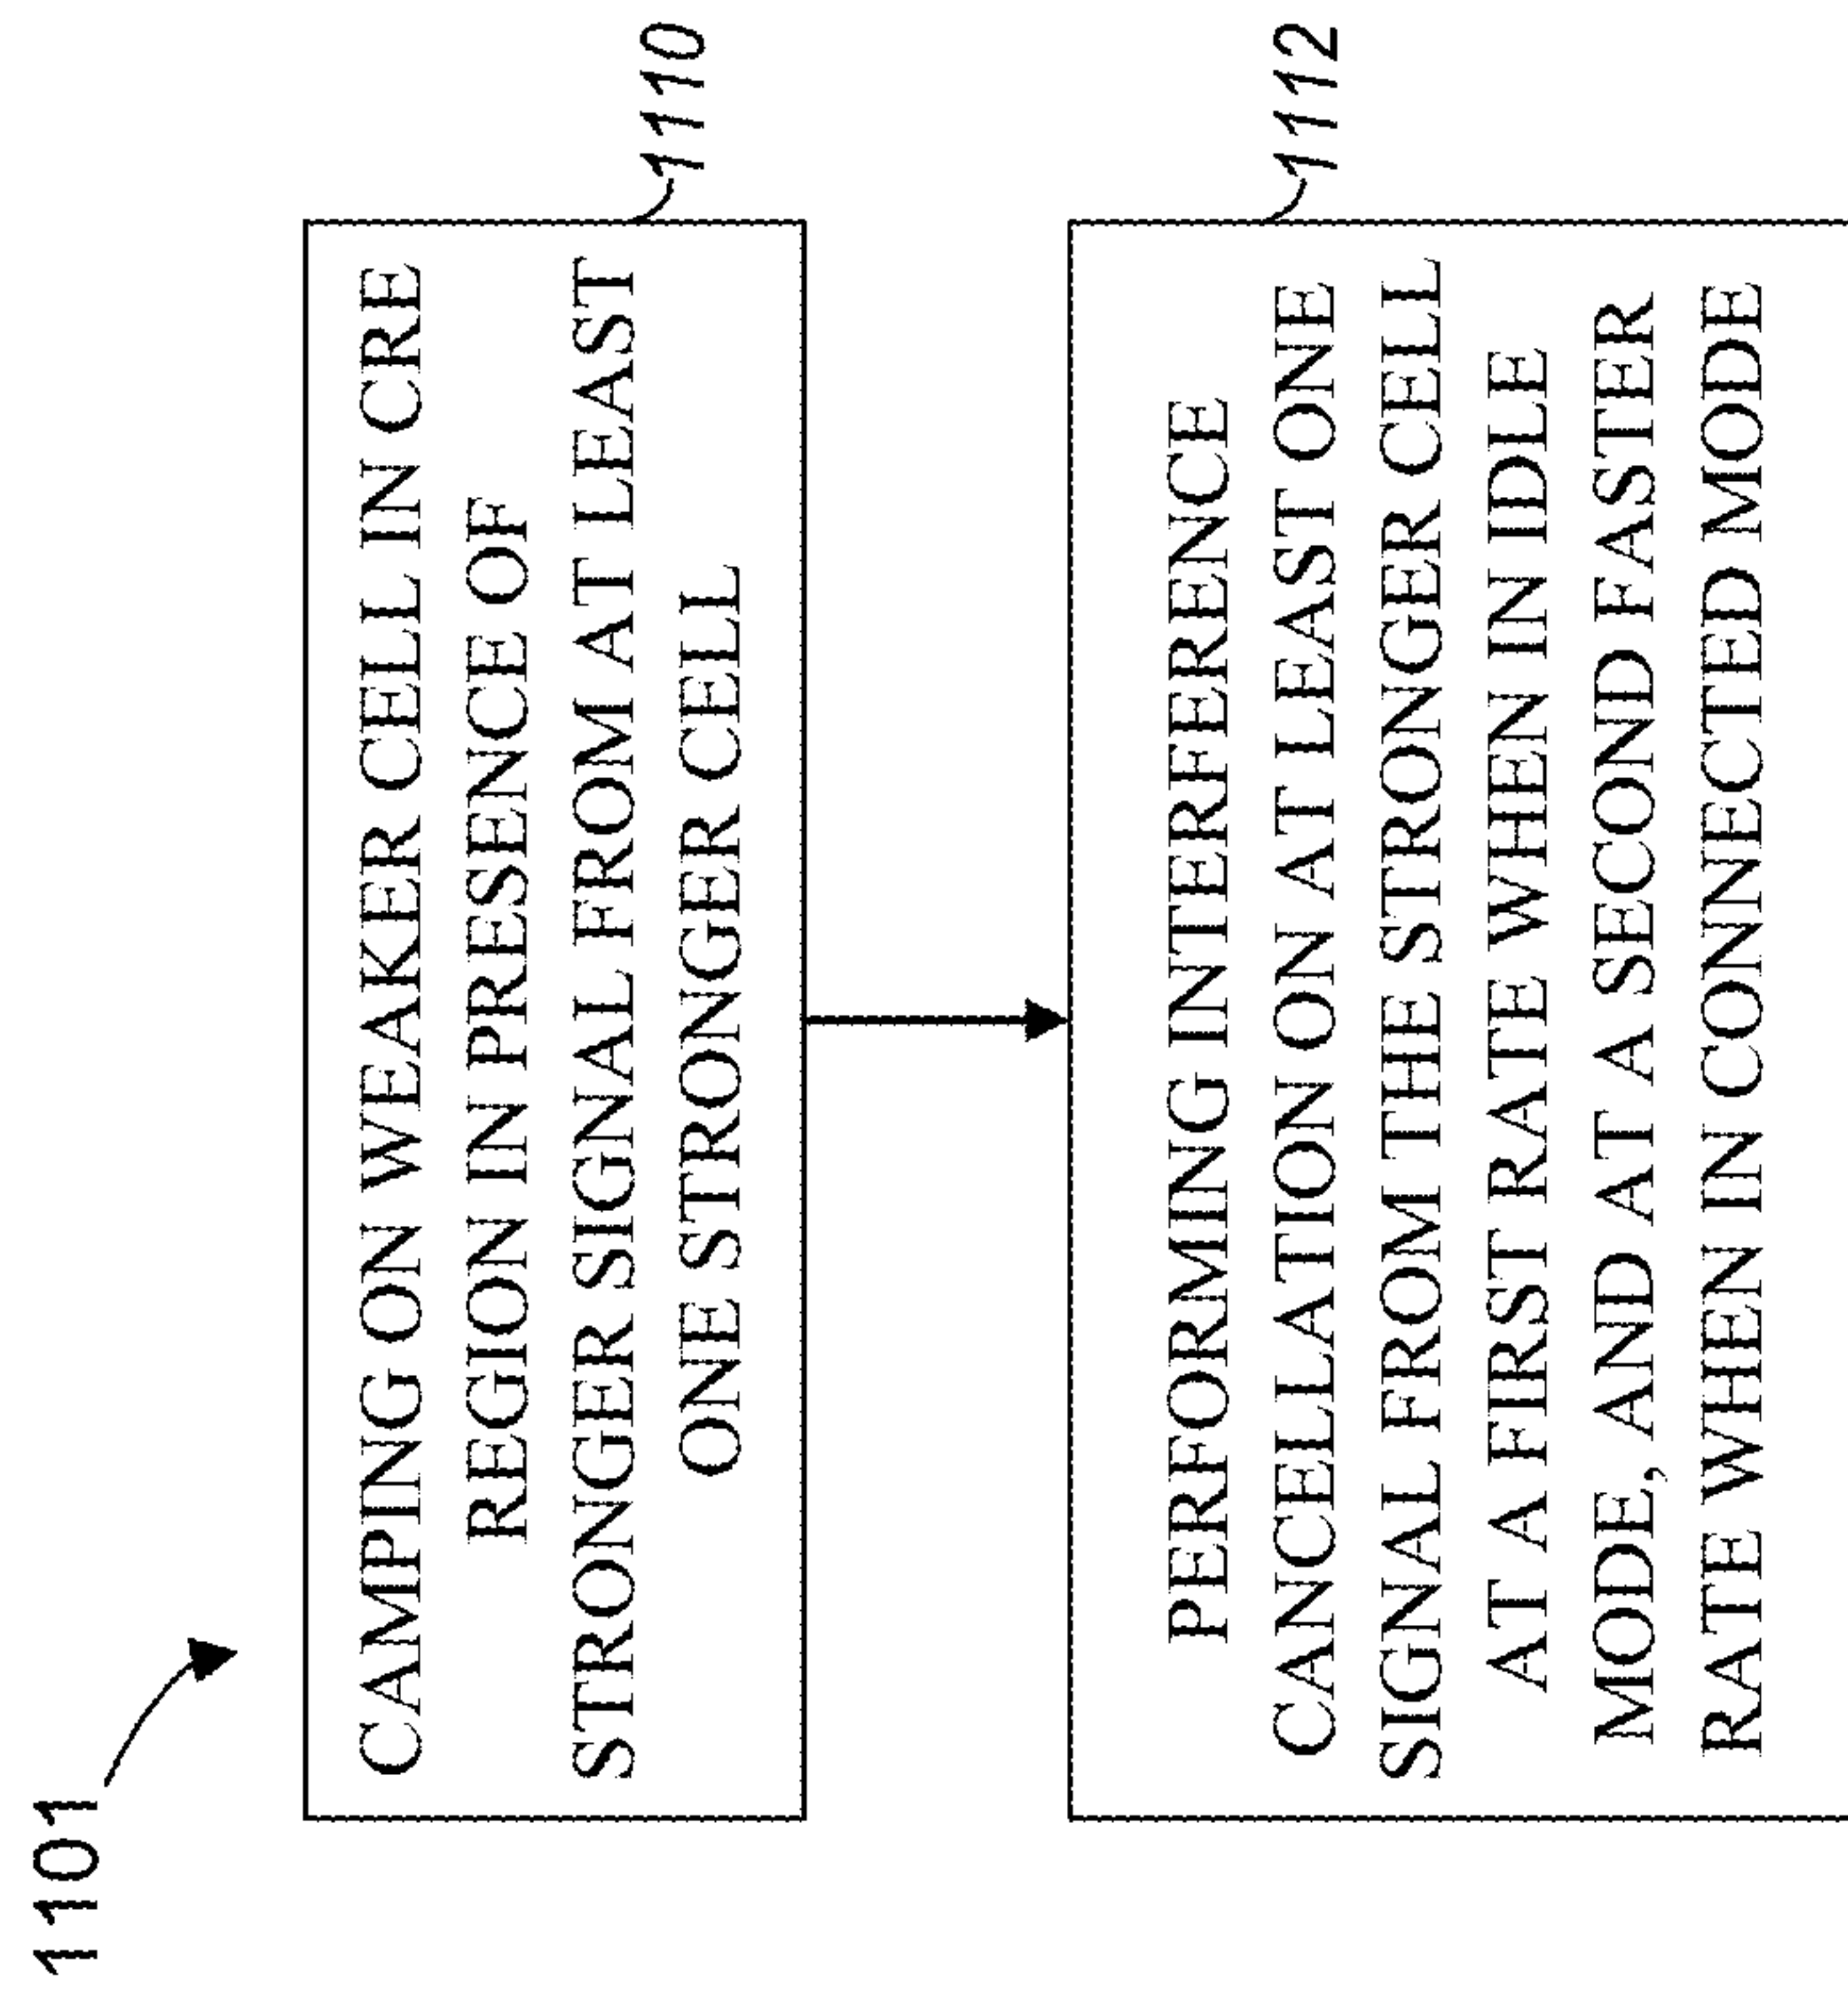 1101
CAMPING ON WEAKER CELL IN CRE
REGION IN PRESENCE OF
STRONGER SIGNAL FROM AT LEAST
ONE STRONGER CELL
1110
PERFORMING INTERFERENCE
CANCELLATION ON AT LEAST ONE
SIGNAL FROM THE STRONGER CELL
AT A FIRST RATE WHEN IN IDLE
MODE, AND AT A SECOND FASTER
RATE WHEN IN CONNECTED MODE
1112